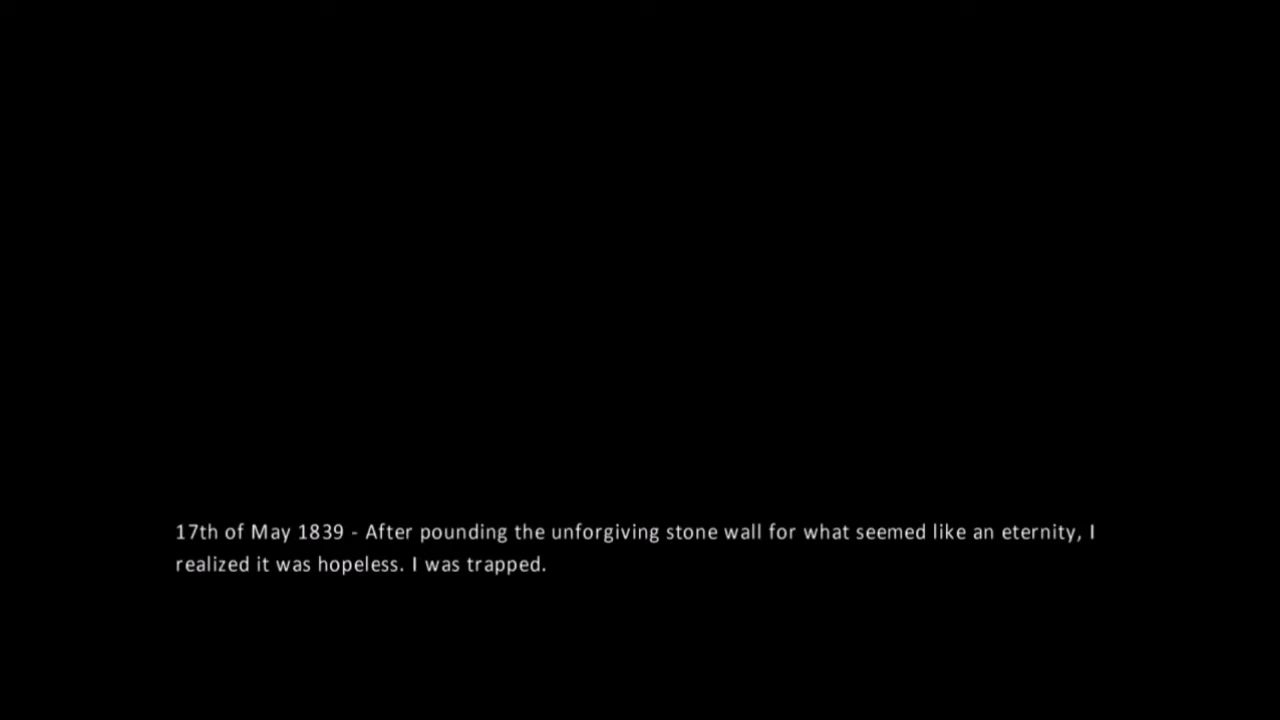 17th of May 1839 - After pounding the unforgiving stone wall for what seemed like an eternity, I
realized it was hopeless. I was trapped.